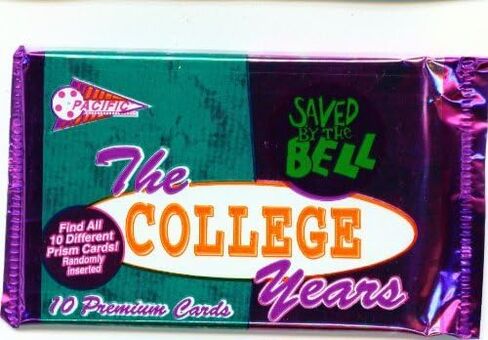 PACIFIC
SAVED
BY THE
BELL
The
COLLEGE
Years
Find All
10 Different
Prism Cards!
Randomly
Inserted
10 Premium Cards